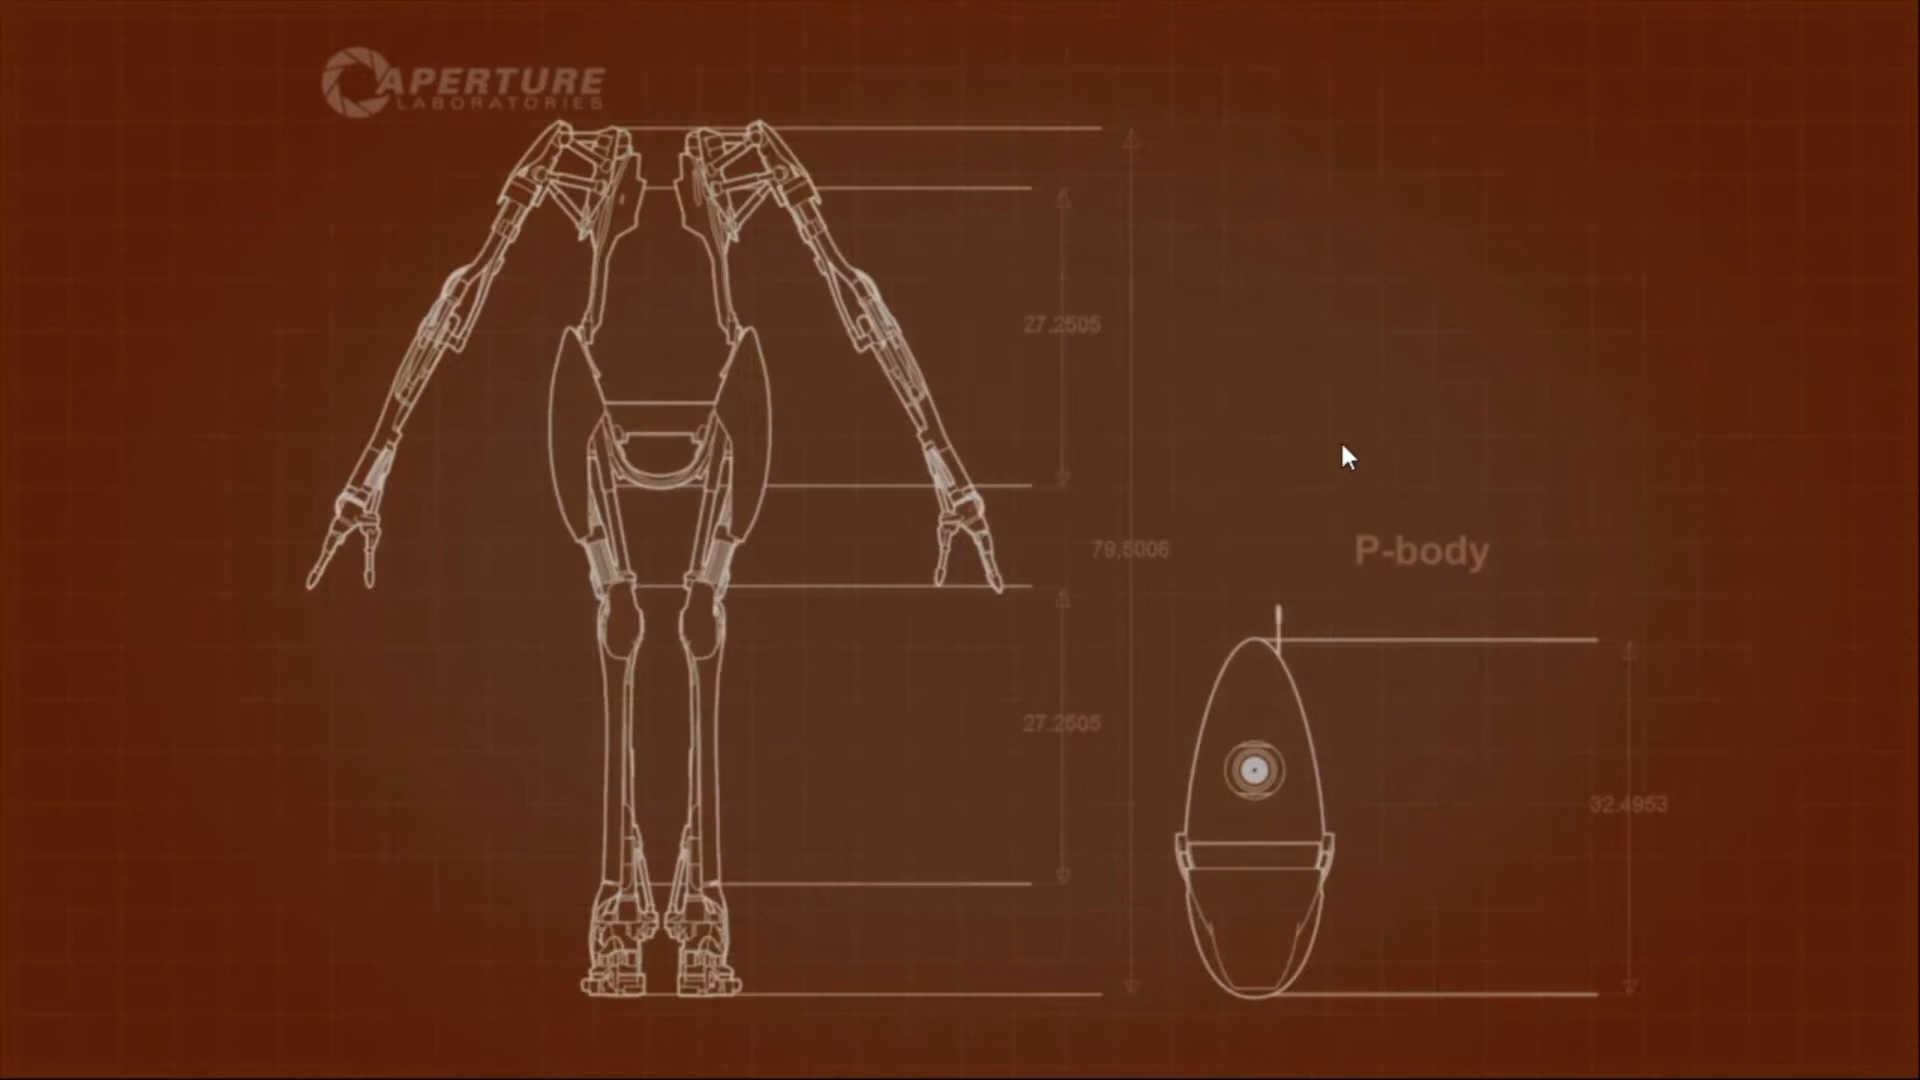 APERTURE
LABORATORIES
27.2505
79.6006
P-body
27.2505
32.4953